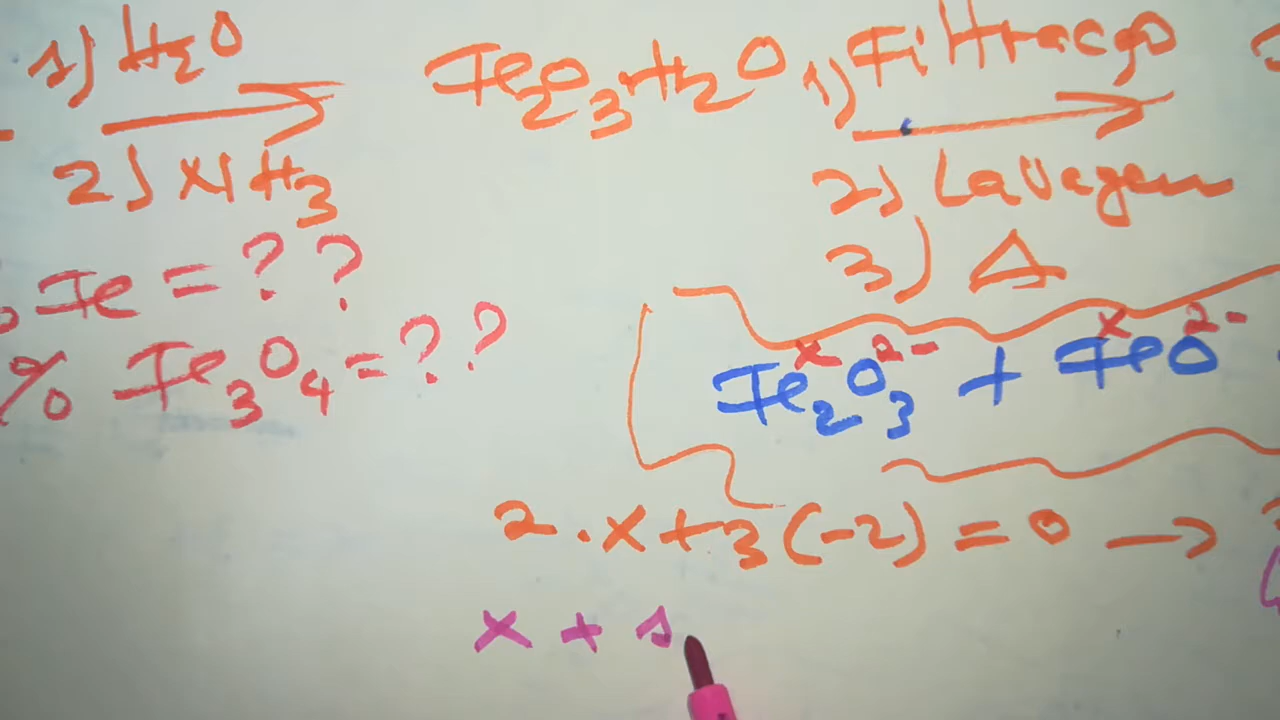 1) H2O Fe2O3 H2O 1) Filtração
2) NH3 2) Lavagem
3) Δ
Fe = ??
% Fe3O4 = ??
x 2- x 2-
Fe2O3 + FeO
2.x+3(-2)=0 →
x + 1